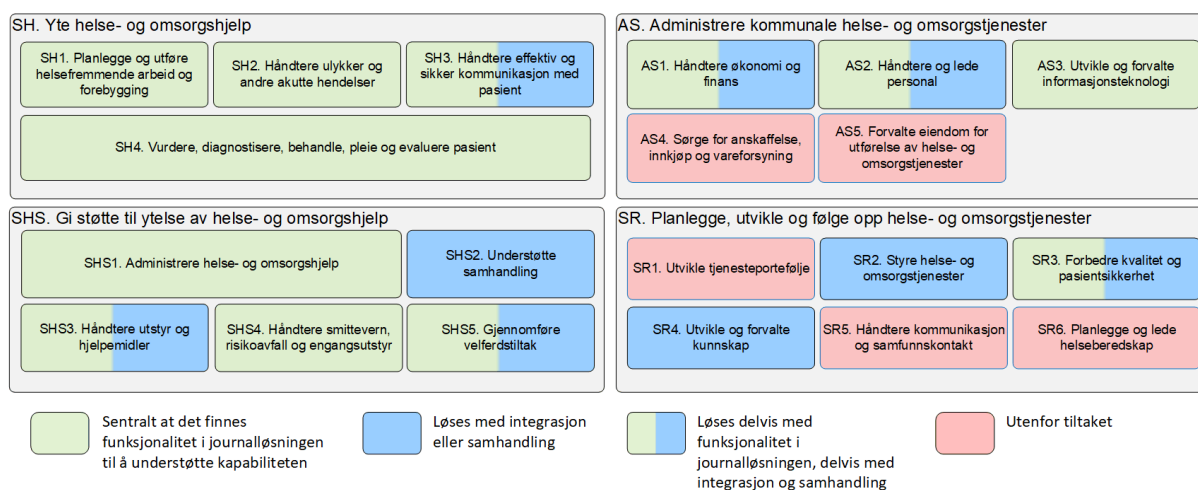 SH. Yte helse- og omsorgshjelp
SH1. Planlegge og utføre
helsefremmende arbeid og
forebygging
SH2. Håndtere ulykker og
andre akutte hendelser
SH3. Håndtere effektiv og
sikker kommunikasjon med
pasient
SH4. Vurdere, diagnostisere, behandle, pleie og evaluere pasient
AS. Administrere kommunale helse- og omsorgstjenester
AS1. Håndtere økonomi og
finans
AS2. Håndtere og lede
personal
AS3. Utvikle og forvalte
informasjonsteknologi
AS4. Sørge for anskaffelse,
innkjøp og vareforsyning
AS5. Forvalte eiendom for
utførelse av helse- og
omsorgstjenester
SHS. Gi støtte til ytelse av helse- og omsorgshjelp
SHS1. Administrere helse- og omsorgshjelp
SHS2. Understøtte
samhandling
SHS3. Håndtere utstyr og
hjelpemidler
SHS4. Håndtere smittevern,
risikoavfall og engangsutstyr
SHS5. Gjennomføre
velferdstiltak
SR. Planlegge, utvikle og følge opp helse- og omsorgstjenester
SR1. Utvikle tjenesteportefølje
SR2. Styre helse- og
omsorgstjenester
SR3. Forbedre kvalitet og
pasientsikkerhet
SR4. Utvikle og forvalte
kunnskap
SR5. Håndtere kommunikasjon
og samfunnskontakt
SR6. Planlegge og lede
helseberedskap
Sentralt at det finnes
funksjonalitet i journalløsningen
til å understøtte kapabiliteten
Løses med integrasjon
eller samhandling
Løses delvis med
funksjonalitet i
journalløsningen, delvis med
integrasjon og samhandling
Utenfor tiltaket